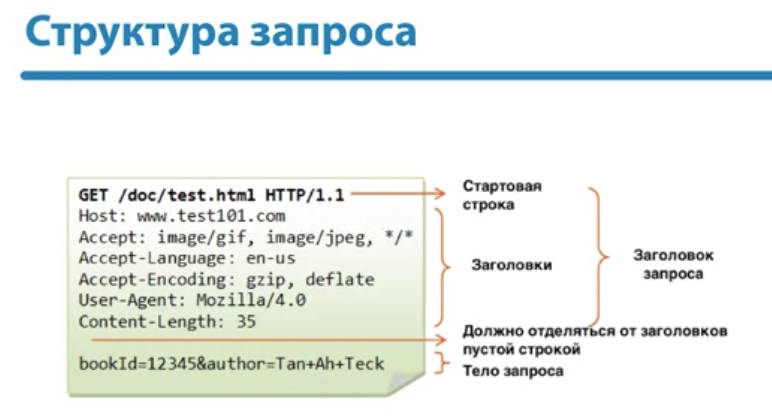 Структура запроса
GET /doc/test.html HTTP/1.1
Host: www.test101.com
Accept: image/gif, image/jpeg, */*
Accept-Language: en-us
Accept-Encoding: gzip, deflate
User-Agent: Mozilla/4.0
Content-Length: 35
bookId=12345&author=Tan+Ah+Teck
Стартовая
строка
Заголовки
Заголовок
запроса
Должно отделяться от заголовков
пустой строкой
Тело запроса